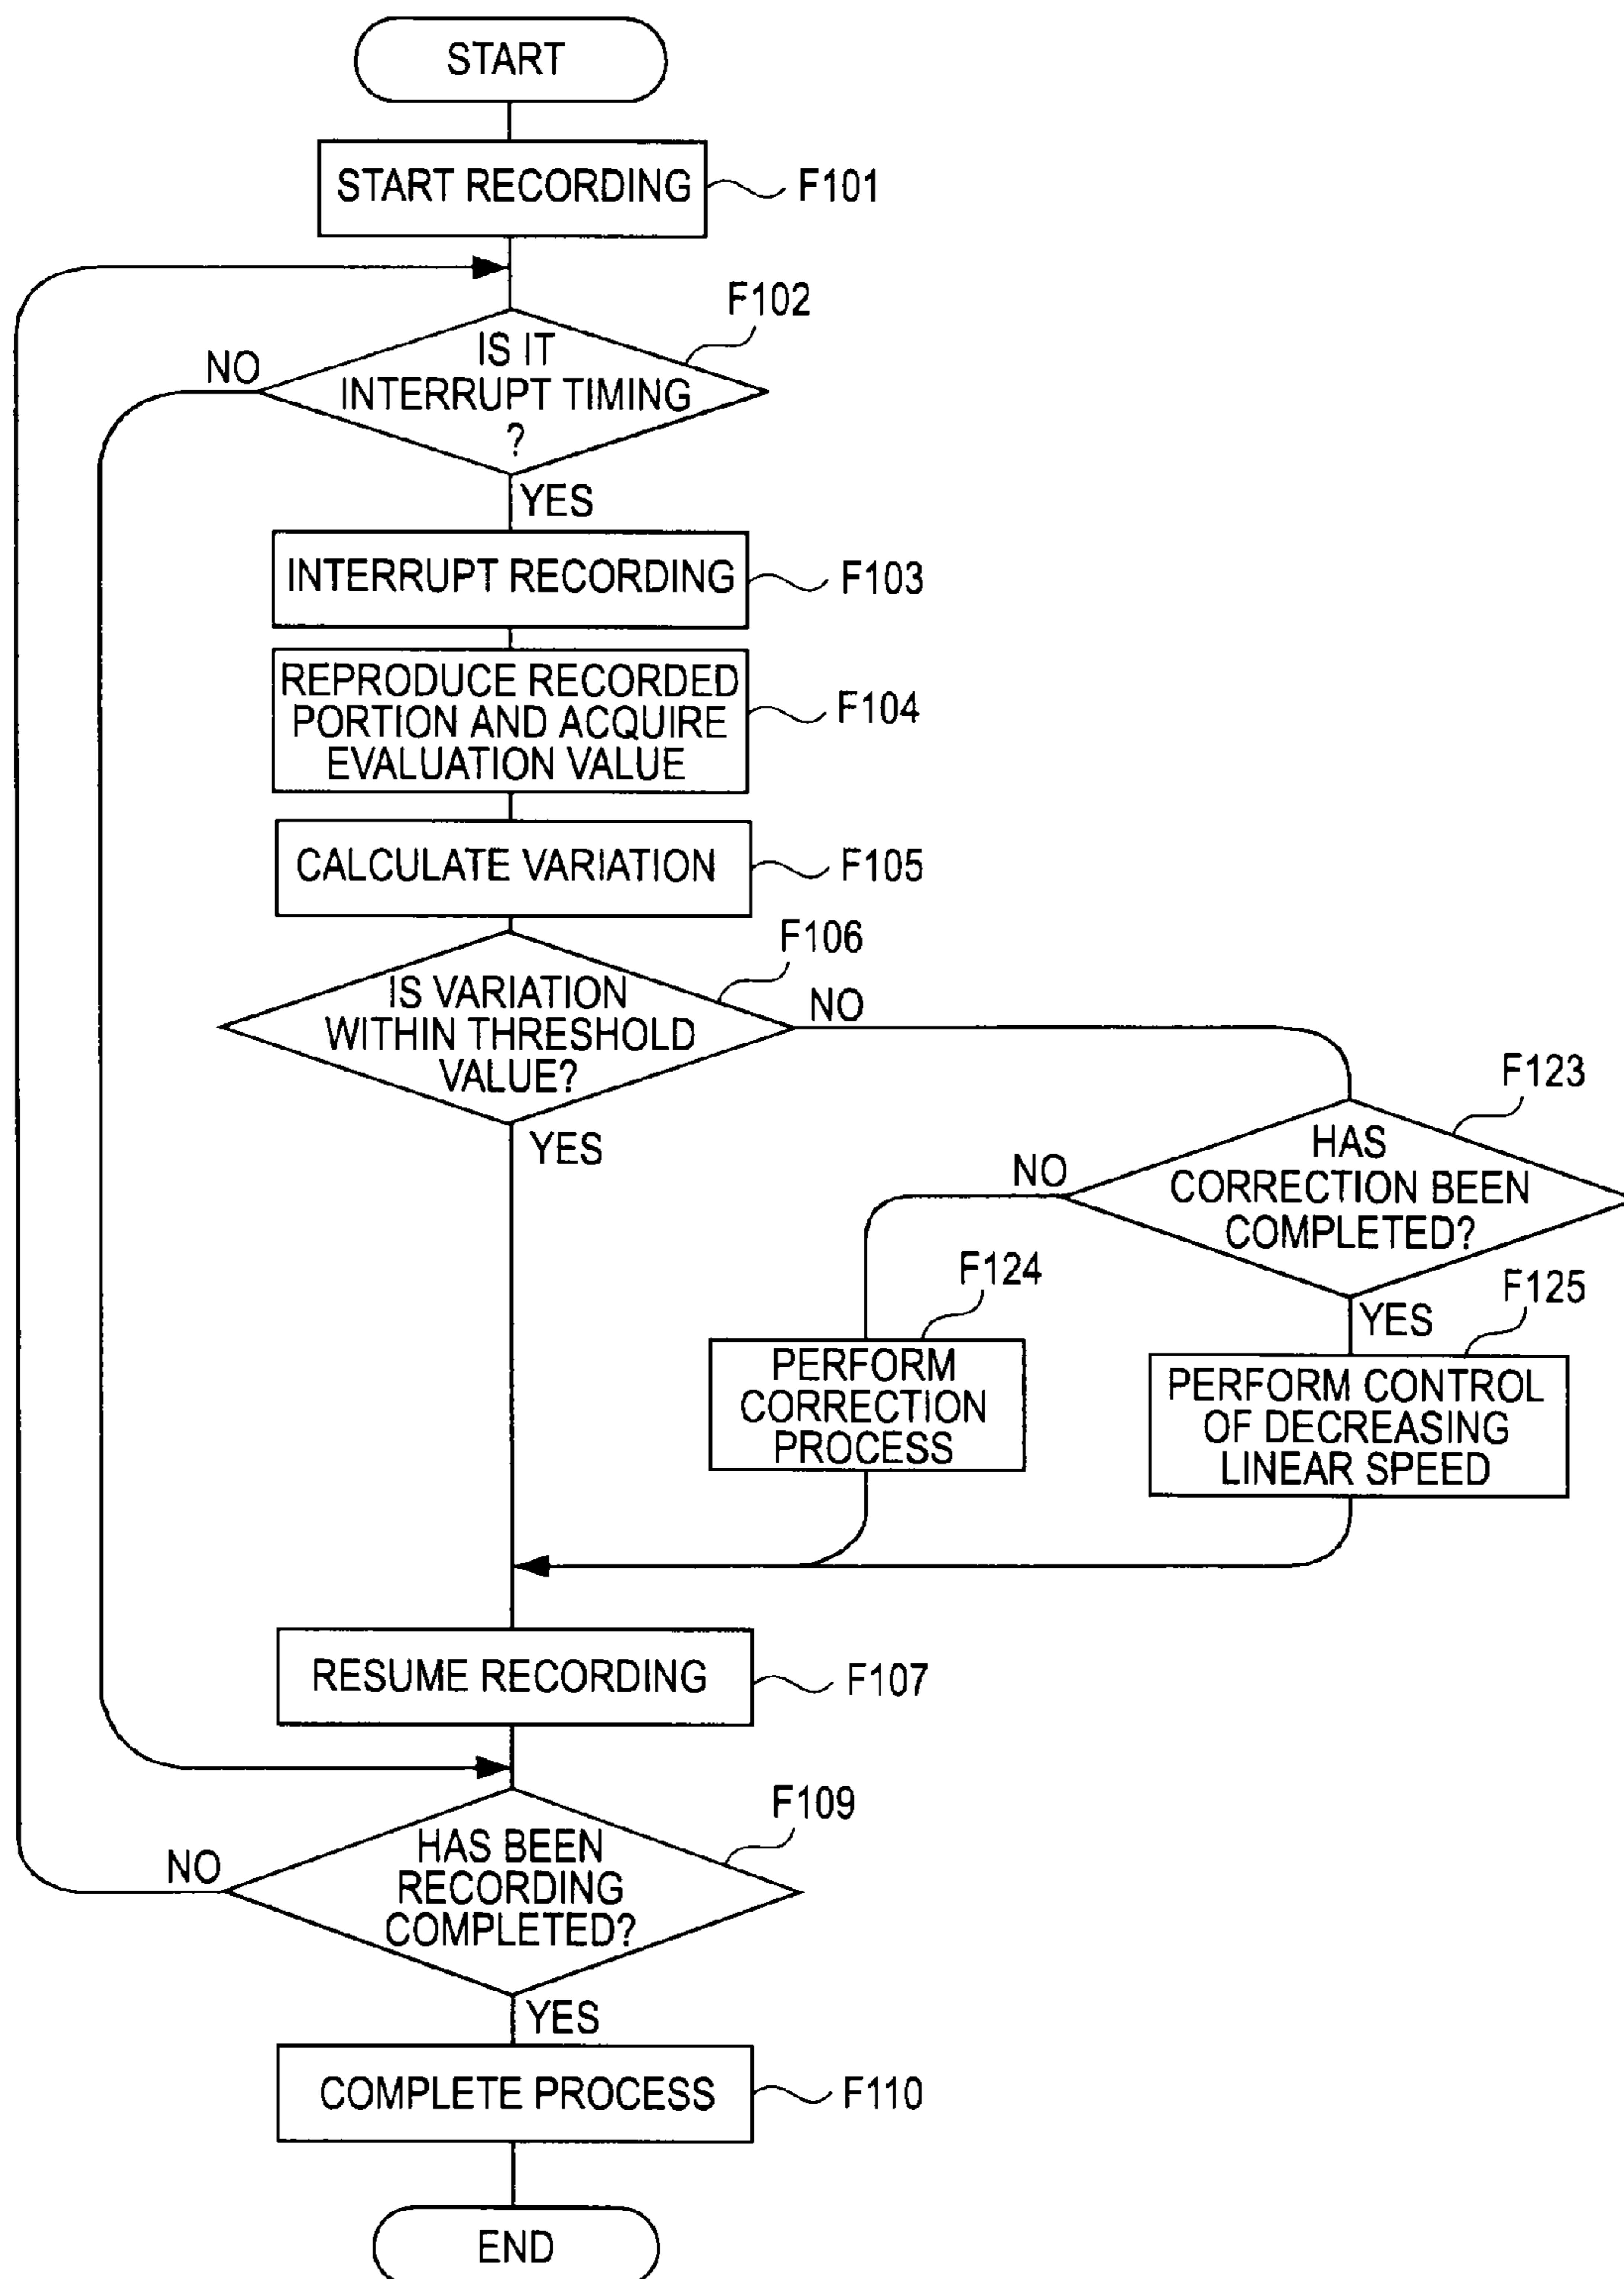 START
START RECORDING
F101
F102
NO
IS IT
INTERRUPT TIMING
?
YES
INTERRUPT RECORDING
F103
REPRODUCE RECORDED
PORTION AND ACQUIRE
EVALUATION VALUE
F104
CALCULATE VARIATION
F105
F106
IS VARIATION
WITHIN THRESHOLD
VALUE?
NO
YES
F123
HAS
CORRECTION BEEN
COMPLETED?
NO
YES
F124
PERFORM
CORRECTION
PROCESS
F125
PERFORM CONTROL
OF DECREASING
LINEAR SPEED
RESUME RECORDING
F107
F109
HAS BEEN
RECORDING
COMPLETED?
NO
YES
COMPLETE PROCESS
F110
END